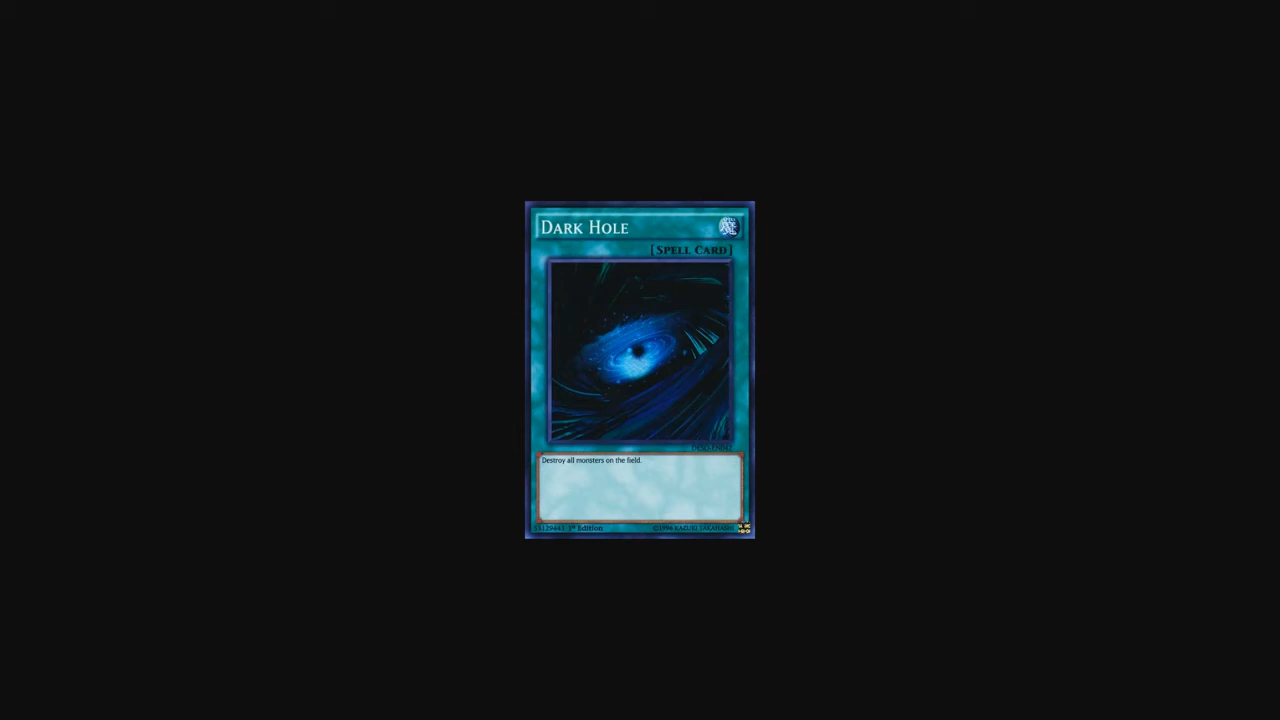 Dark Hole
[Spell Card]
Destroy all monsters on the field.
1st Edition
©1996 KAZUKI TAKAHASHI